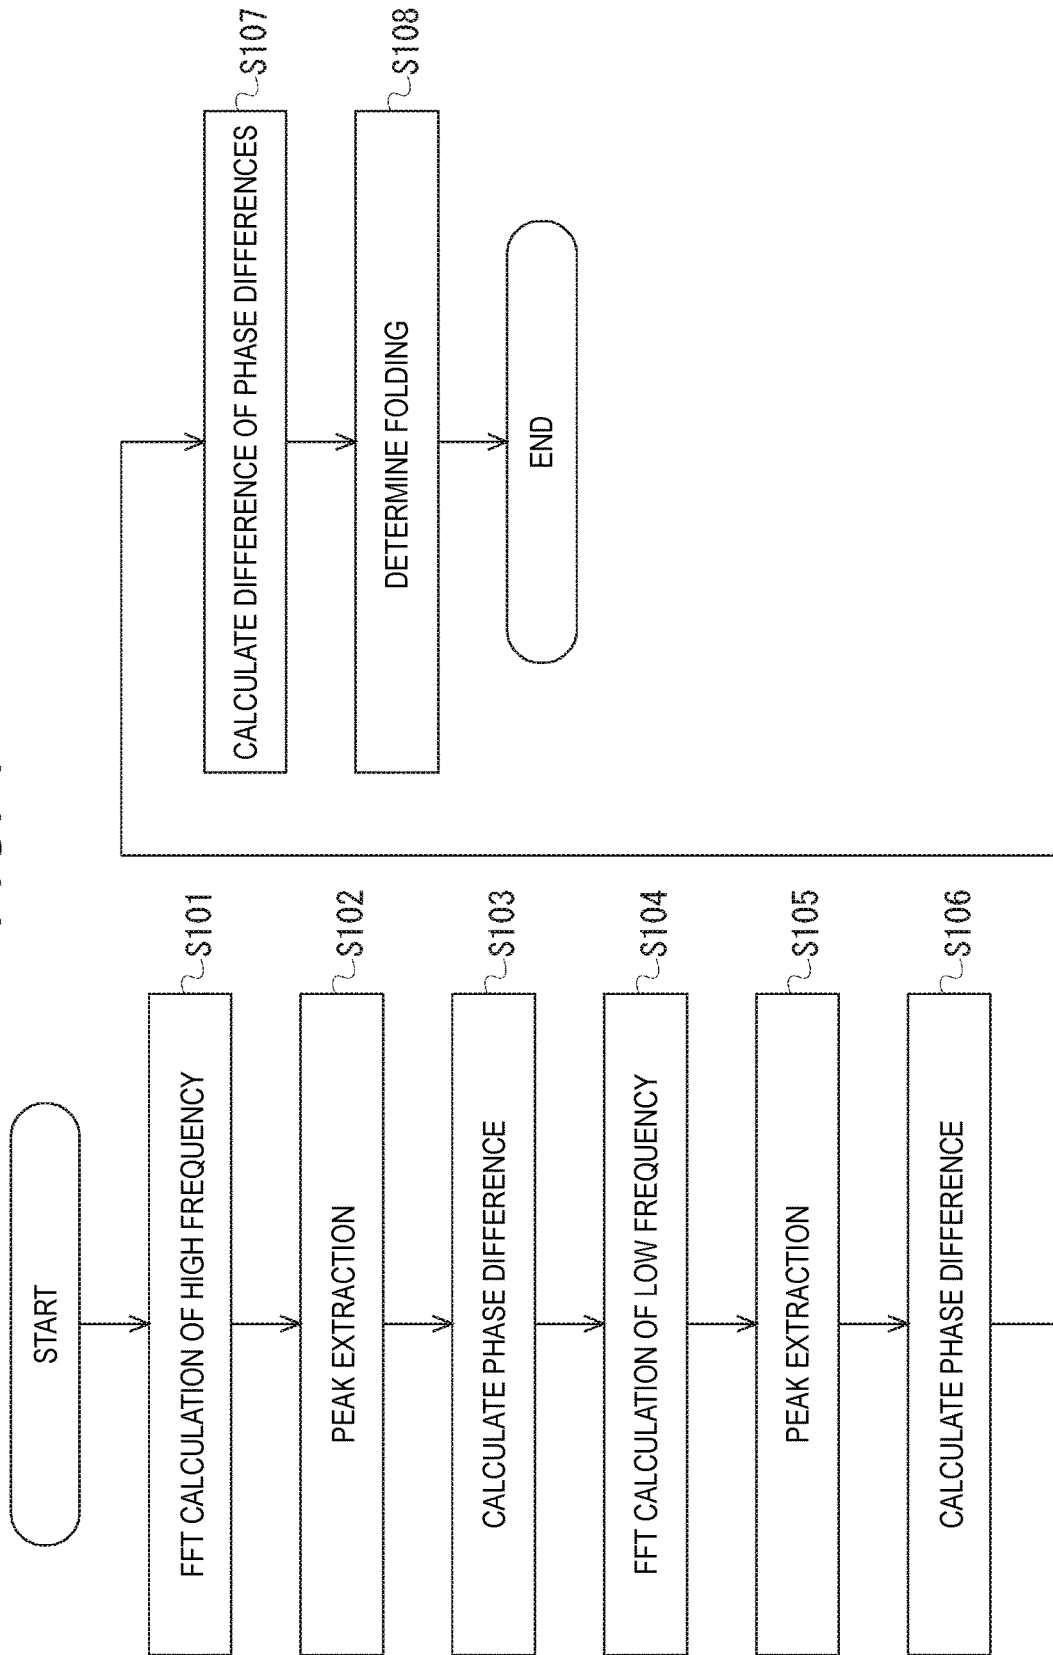 START
FFT CALCULATION OF HIGH FREQUENCY
S101
PEAK EXTRACTION
S102
CALCULATE PHASE DIFFERENCE
S103
FFT CALCULATION OF LOW FREQUENCY
S104
PEAK EXTRACTION
S105
CALCULATE PHASE DIFFERENCE
S106
CALCULATE DIFFERENCE OF PHASE DIFFERENCES
S107
DETERMINE FOLDING
S108
END